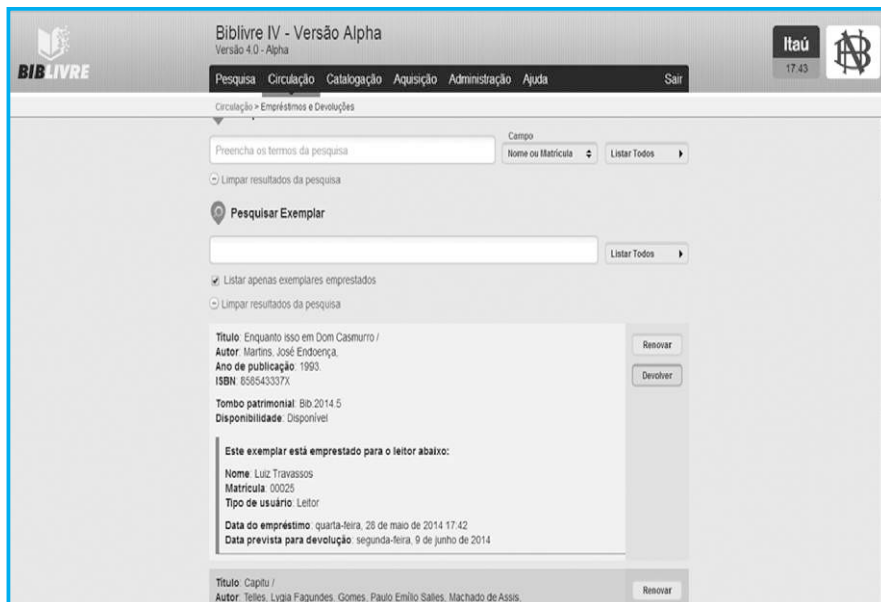 BIBLIVRE
Biblivre IV - Versão Alpha
Versão 4.0 - Alpha
Itaú
17:43
Pesquisa Circulação Catalogação Aquisição Administração Ajuda Sair
Circulação > Empréstimos e Devoluções
Campo
Preencha os termos da pesquisa
Nome ou Matrícula
Listar Todos
Limpar resultados da pesquisa
Pesquisar Exemplar
Listar Todos
Listar apenas exemplares emprestados
Limpar resultados da pesquisa
Título: Enquanto isso em Dom Casmurro /
Autor: Martins, José Endoença,
Ano de publicação: 1993.
ISBN: 858543337X
Tombo patrimonial: Bib.2014.5
Disponibilidade: Disponível
Renovar
Devolver
Este exemplar está emprestado para o leitor abaixo:
Nome: Luiz Travassos
Matrícula: 00025
Tipo de usuário: Leitor
Data do empréstimo: quarta-feira, 28 de maio de 2014 17:42
Data prevista para devolução: segunda-feira, 9 de junho de 2014
Título: Capitu /
Autor: Telles, Lygia Fagundes. Gomes, Paulo Emílio Salles. Machado de Assis,
Renovar